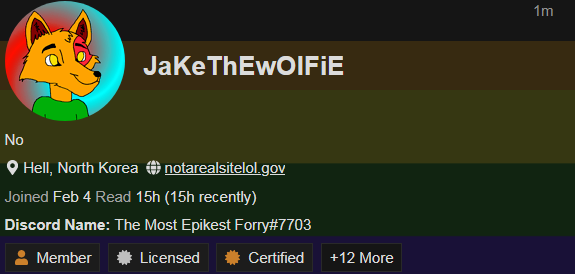 1m
JaKeThEwOlFiE
No
Hell, North Korea notarealsitelol.gov
Joined Feb 4 Read 15h (15h recently)
Discord Name: The Most Epikest Forry#7703
Member Licensed Certified +12 More